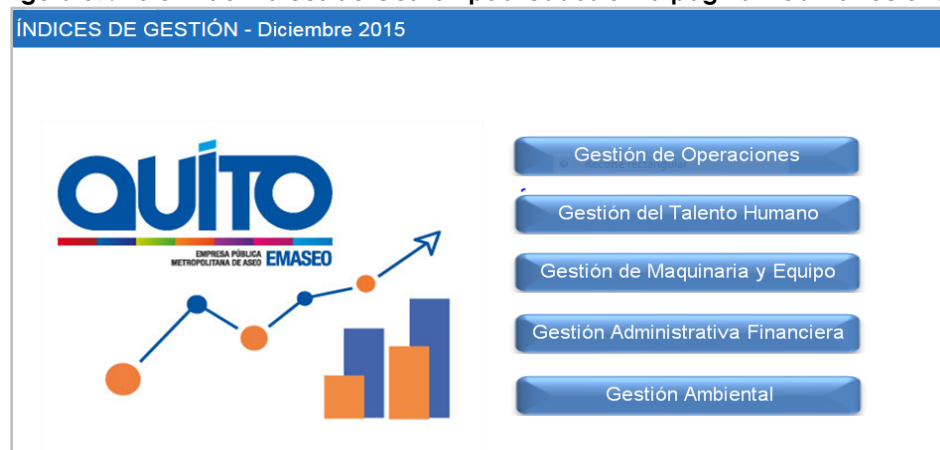 ÍNDICES DE GESTIÓN - Diciembre 2015
QUÍTO
EMPRESA PÚBLICA
METROPOLITANA DE ASEO EMASEO
Gestión de Operaciones
Gestión del Talento Humano
Gestión de Maquinaria y Equipo
Gestión Administrativa Financiera
Gestión Ambiental